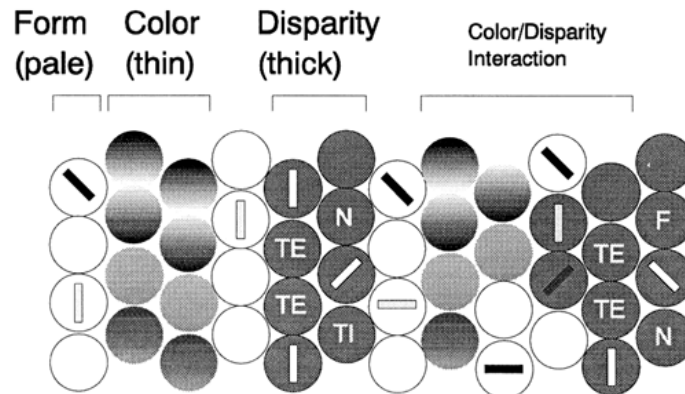 Form
(pale)
Color
(thin)
Disparity
(thick)
Color/Disparity
Interaction
N
F
TE
TE
TE
TE
TI
N